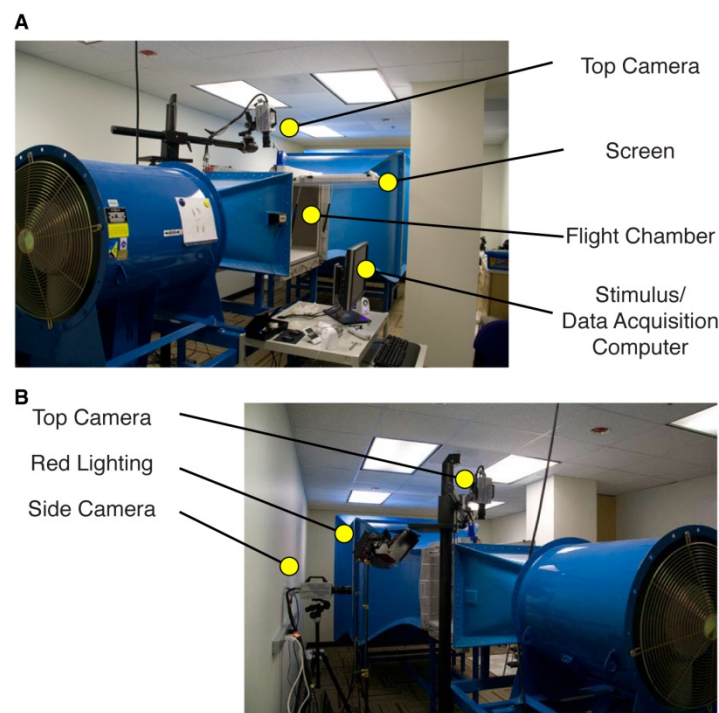 A
Top Camera
Screen
Flight Chamber
Stimulus/
Data Acquisition
Computer
B
Top Camera
Red Lighting
Side Camera